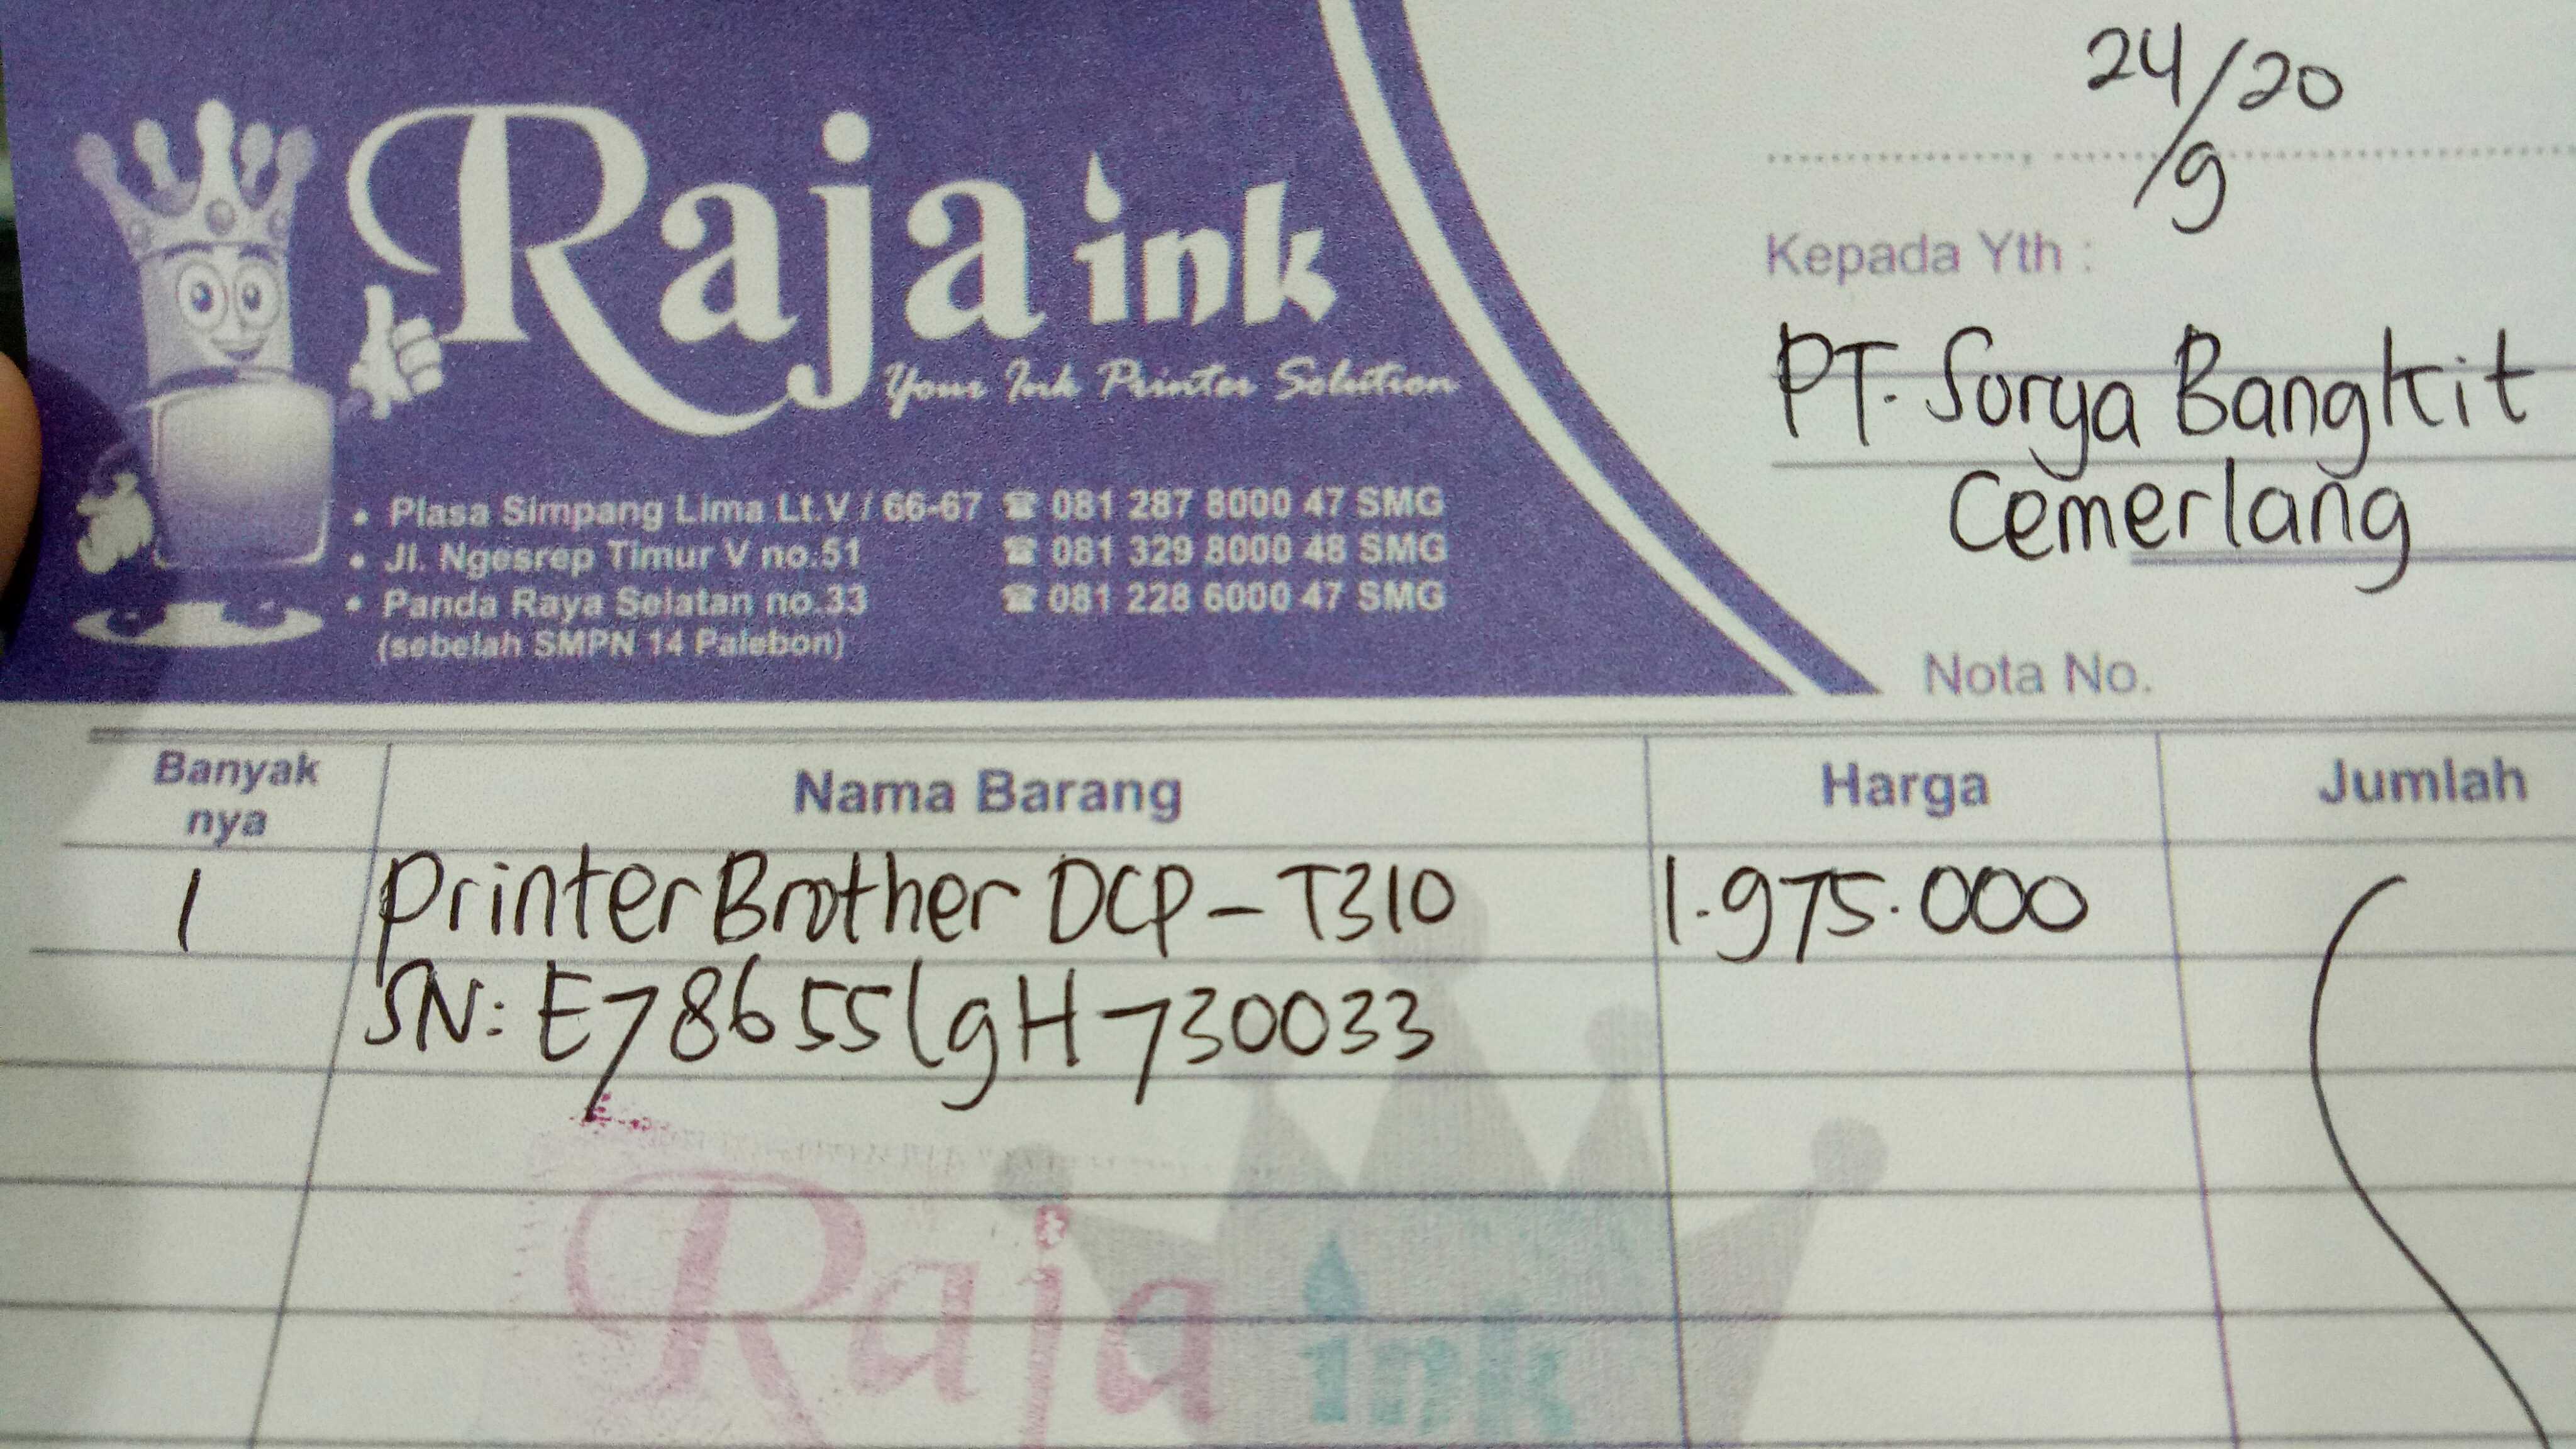 Raja ink
Your Ink Printer Solution
• Plasa Simpang Lima Lt.V / 66-67 ☎ 081 287 8000 47 SMG
• Jl. Ngesrep Timur V no.51 ☎ 081 329 8000 48 SMG
• Panda Raya Selatan no.33 ☎ 081 228 6000 47 SMG
(sebelah SMPN 14 Palebon)
24/9/20
Kepada Yth :
PT. Surya Bangkit
Cemerlang
Nota No.
Banyak nya Nama Barang Harga Jumlah
1 Printer Brother DCP-T310 1.975.000
SN: E78655L9H730033
Raja ink